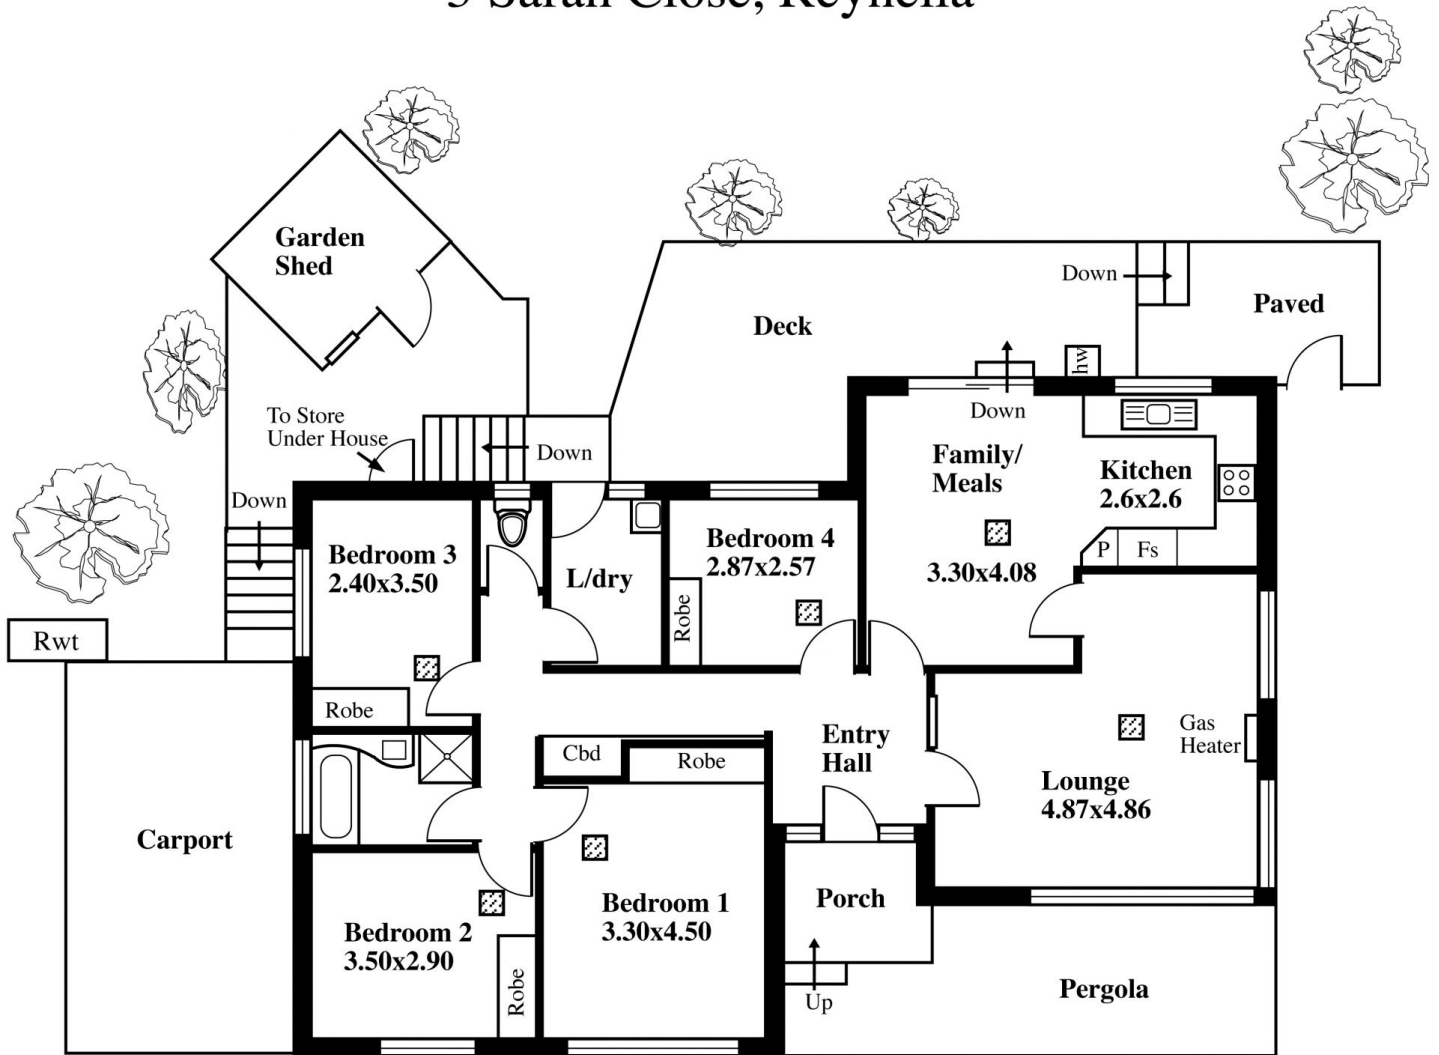 Close,
Garden
Shed
Down
Paved
Deck
hw
To Store
Under House
Down
Down
Family/
Meals
Kitchen
2.6x2.6
Down
Bedroom 3
2.40x3.50
L/dry
Bedroom 4
2.87x2.57
3.30x4.08
P
Fs
Robe
Rwt
Robe
Cbd
Robe
Entry
Hall
Gas
Heater
Lounge
4.87x4.86
Carport
Bedroom 2
3.50x2.90
Robe
Bedroom 1
3.30x4.50
Porch
Up
Pergola